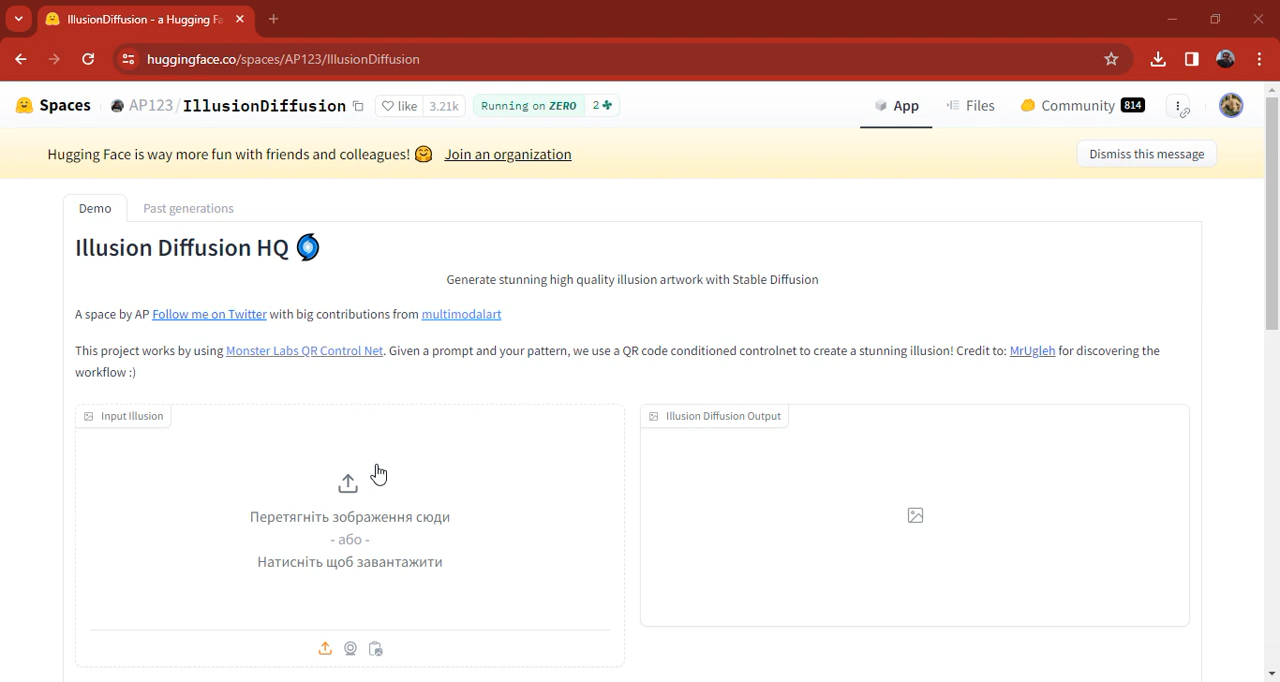 IllusionDiffusion - a Hugging Fa
huggingface.co/spaces/AP123/IllusionDiffusion
Spaces AP123/IllusionDiffusion like 3.21k Running on ZERO 2 App Files Community 814
Hugging Face is way more fun with friends and colleagues! 🤗 Join an organization Dismiss this message
Demo Past generations
Illusion Diffusion HQ 🌀
Generate stunning high quality illusion artwork with Stable Diffusion
A space by AP Follow me on Twitter with big contributions from multimodalart
This project works by using Monster Labs QR Control Net. Given a prompt and your pattern, we use a QR code conditioned controlnet to create a stunning illusion! Credit to: MrUgleh for discovering the
workflow :)
Input Illusion
Illusion Diffusion Output
Перетягніть зображення сюди
- або -
Натисніть щоб завантажити